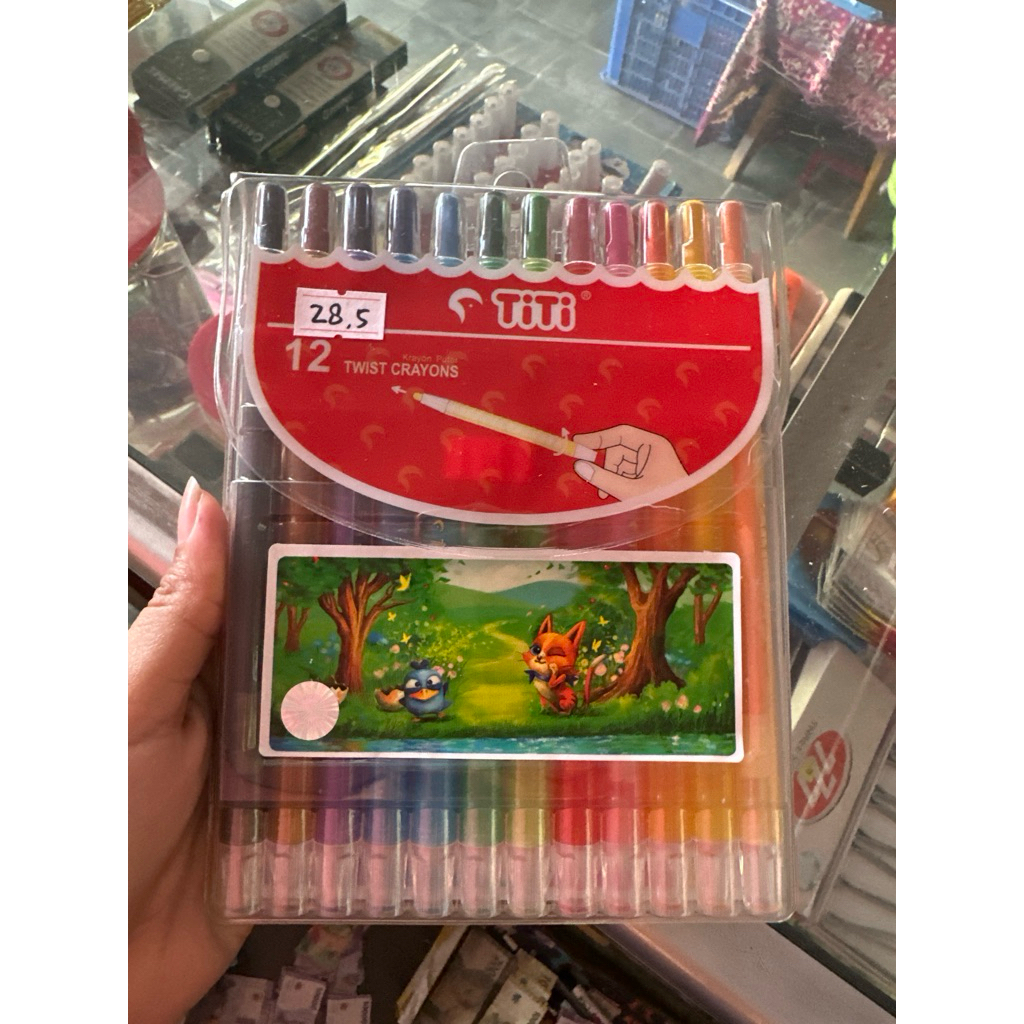 TiTi®
28,5
12
Krayon Putar
TWIST CRAYONS